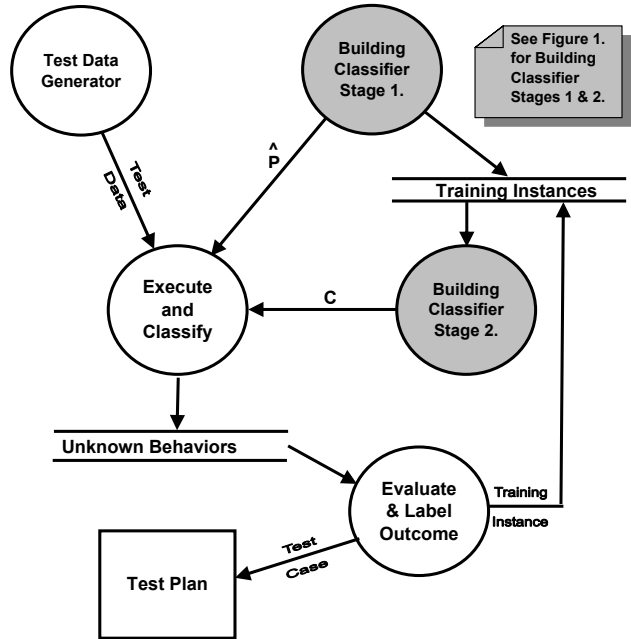 Test Data
Generator
Building
Classifier
Stage 1.
See Figure 1.
for Building
Classifier
Stages 1 & 2.
^
P
Test
Data
Training Instances
Execute
and
Classify
C
Building
Classifier
Stage 2.
Unknown Behaviors
Evaluate
& Label
Outcome
Training
Instance
Test
Case
Test Plan